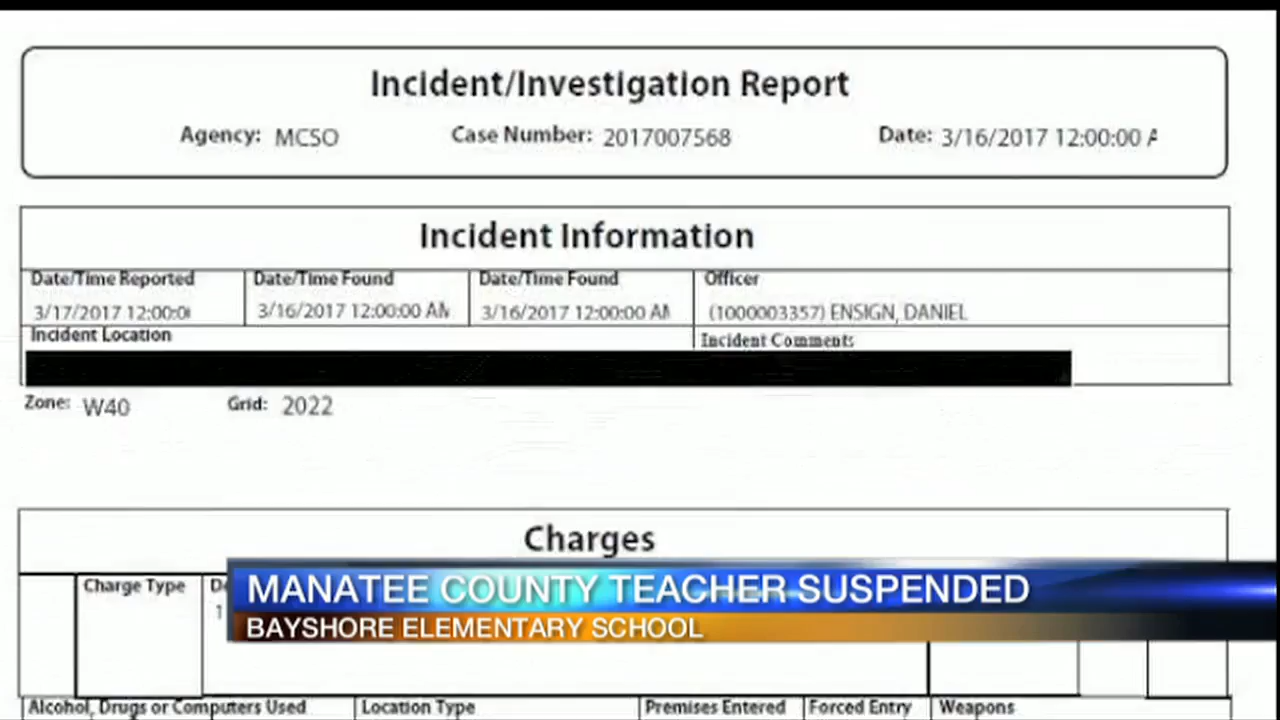 Incident/Investigation Report
Agency: MCSO Case Number: 2017007568 Date: 3/16/2017 12:00:00 A
Incident Information
Date/Time Reported Date/Time Found Date/Time Found Officer
3/17/2017 12:00:0 3/16/2017 12:00:00 AM 3/16/2017 12:00:00 AM (1000003357) ENSIGN, DANIEL
Incident Location Incident Comments
Zone: W40 Grid: 2022
Charges
Charge Type D
1
MANATEE COUNTY TEACHER SUSPENDED
BAYSHORE ELEMENTARY SCHOOL
Alcohol, Drugs or Computers Used Location Type Premises Entered Forced Entry Weapons